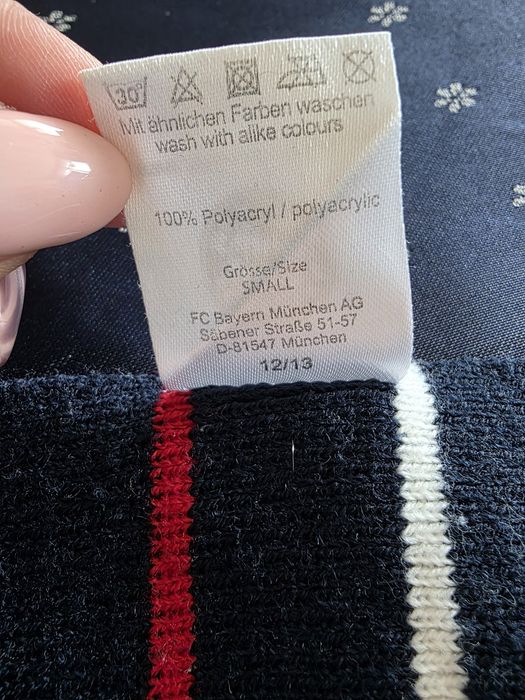 30°
Mit ähnlichen Farben waschen
wash with alike colours
100% Polyacryl / polyacrylic
Grösse/Size
SMALL
FC Bayern München AG
Säbener Straße 51-57
D-81547 München
12/13